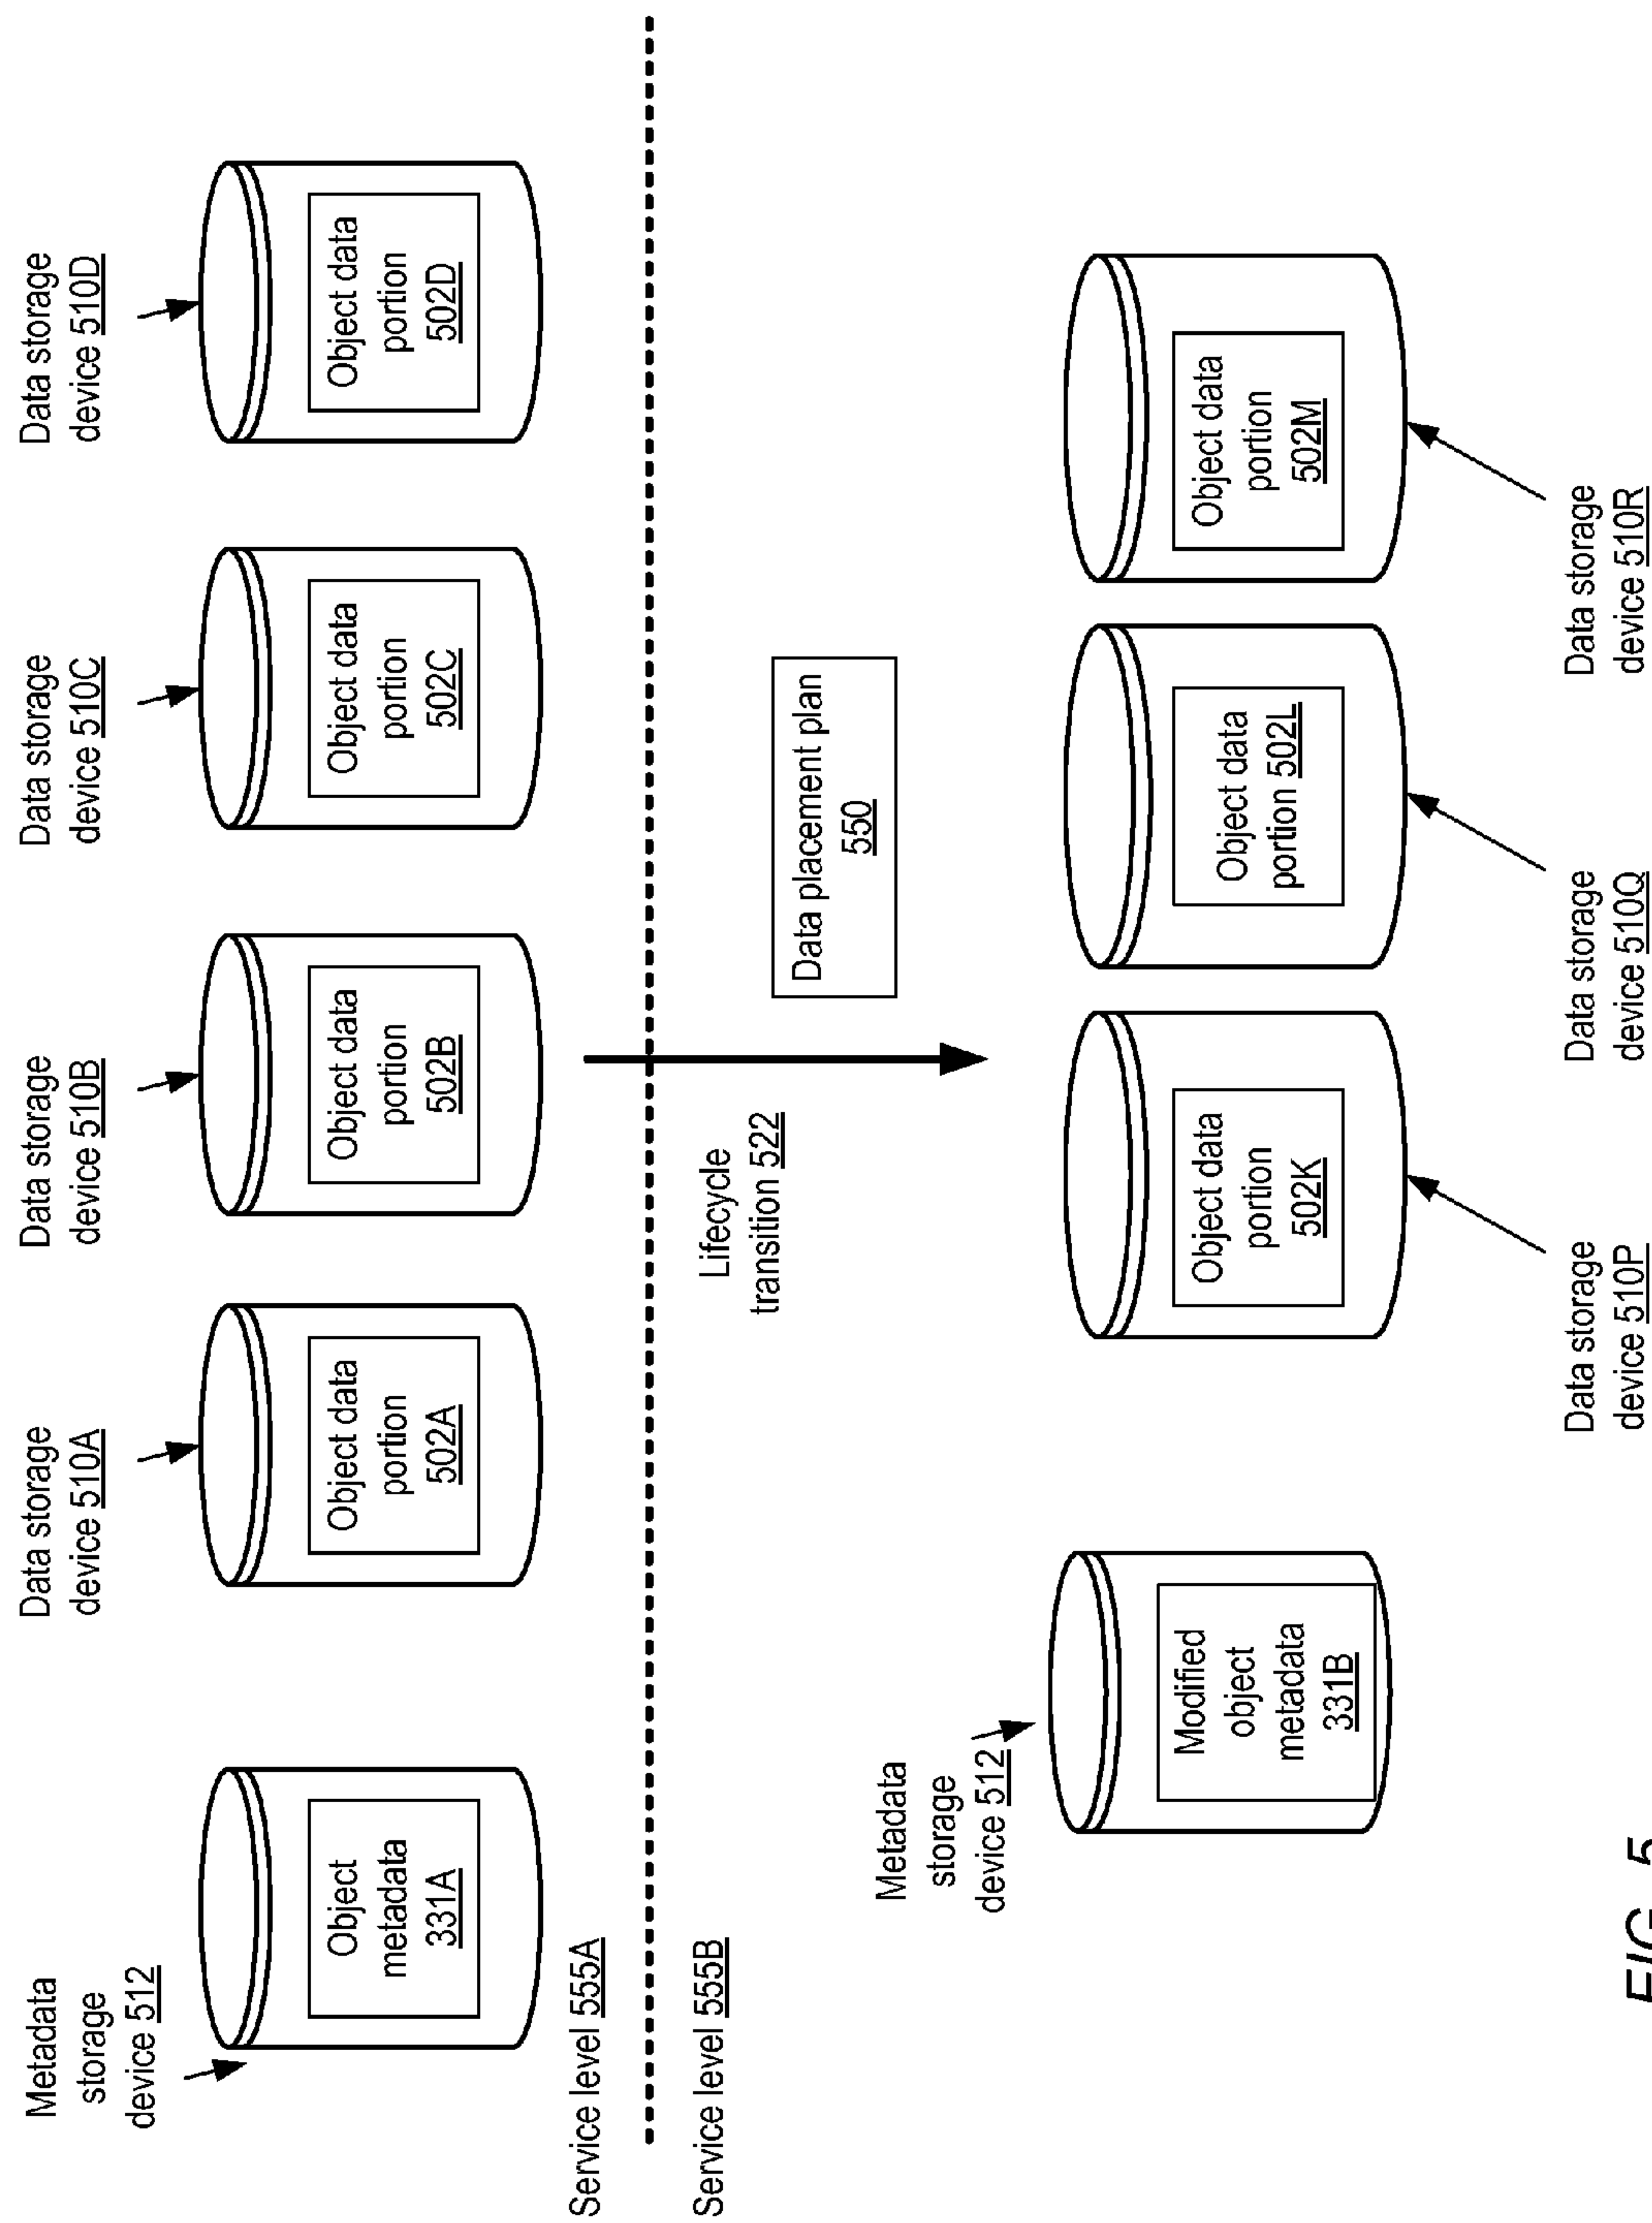 Metadata
storage
device 512
Data storage
device 510A
Data storage
device 510B
Data storage
device 510C
Data storage
device 510D
Object
metadata
331A
Object data
portion
502A
Object data
portion
502B
Object data
portion
502C
Object data
portion
502D
Service level 555A
Service level 555B
Lifecycle
transition 522
Data placement plan
550
Metadata
storage
device 512
Modified
object
metadata
331B
Object data
portion
502K
Object data
portion 502L
Object data
portion
502M
Data storage
device 510P
Data storage
device 510Q
Data storage
device 510R
FIG. 5